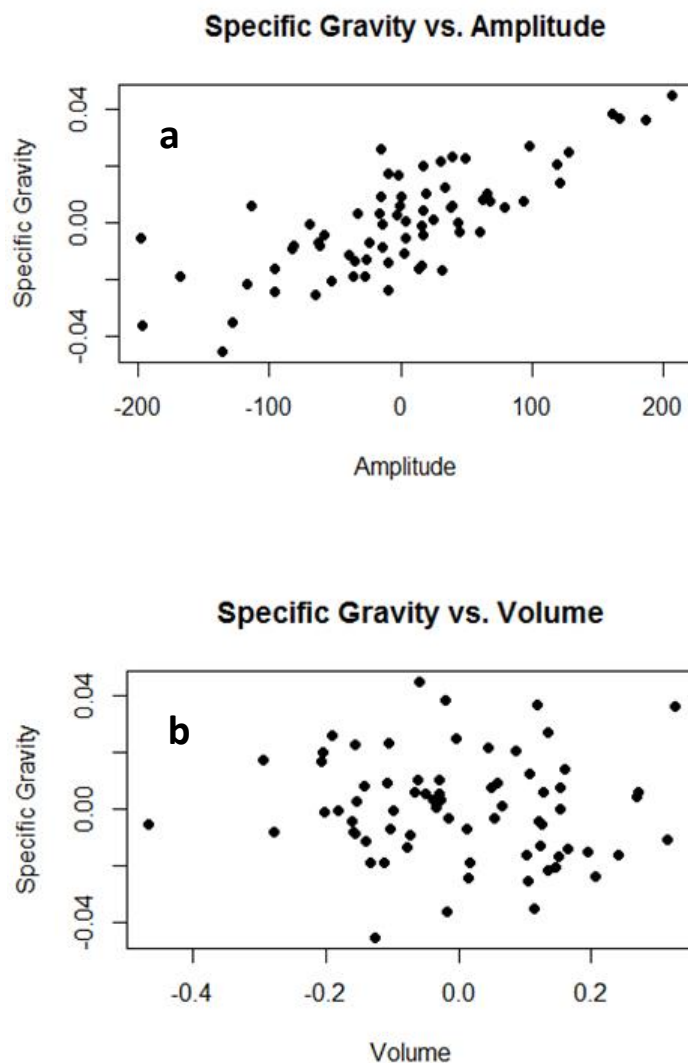 Specific Gravity vs. Amplitude
a
Specific Gravity
0.04
0.00
-0.04
-200 -100 0 100 200
Amplitude
Specific Gravity vs. Volume
b
Specific Gravity
0.04
0.00
-0.04
-0.4 -0.2 0.0 0.2
Volume